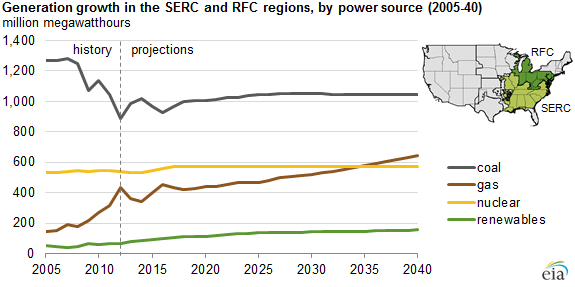 Generation growth in the SERC and RFC regions, by power source (2005-40)
million megawatthours
1,400
1,200
1,000
800
600
400
200
0
history
projections
2005
2010
2015
2020
2025
2030
2035
2040
RFC
SERC
coal
gas
nuclear
renewables
eia